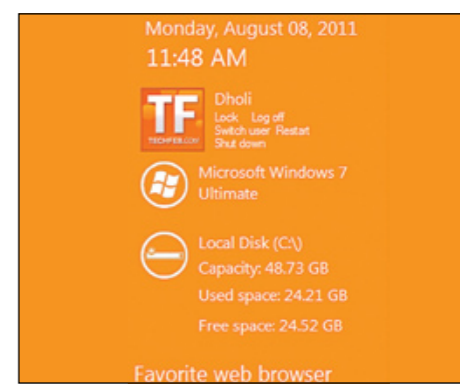 Monday, August 08, 2011
11:48 AM
TF
TECHFEB.COM
Dholi
Lock Log off
Switch user Restart
Shut down
Microsoft Windows 7
Ultimate
Local Disk (C:\)
Capacity: 48.73 GB
Used space: 24.21 GB
Free space: 24.52 GB
Favorite web browser